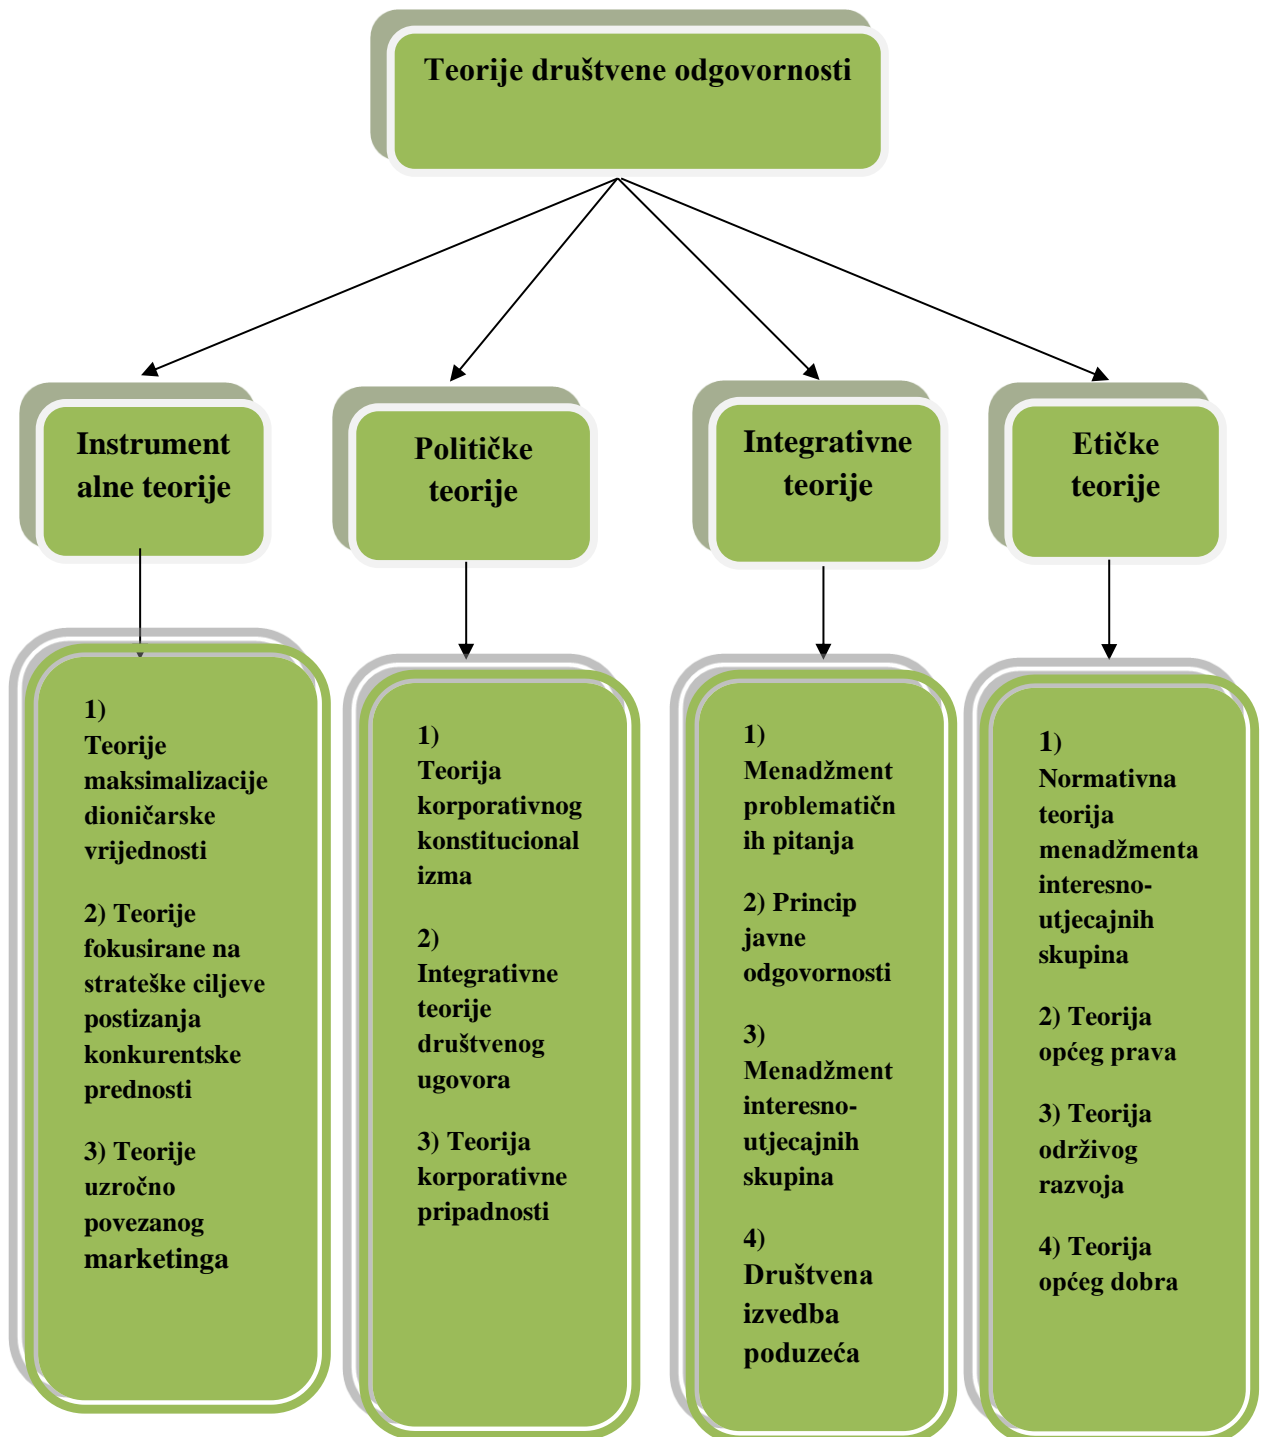 Teorije društvene odgovornosti
Instrument
alne teorije
Političke
teorije
Integrativne
teorije
Etičke
teorije
1)
Teorije
maksimalizacije
dioničarske
vrijednosti
2) Teorije
fokusirane na
strateške ciljeve
postizanja
konkurentske
prednosti
3) Teorije
uzročno
povezanog
marketinga
1)
Teorija
korporativnog
konstitucional
izma
2)
Integrativne
teorije
društvenog
ugovora
3) Teorija
korporativne
pripadnosti
1)
Menadžment
problematičn
ih pitanja
2) Princip
javne
odgovornosti
3)
Menadžment
interesno-
utjecajnih
skupina
4)
Društvena
izvedba
poduzeća
1)
Normativna
teorija
menadžmenta
interesno-
utjecajnih
skupina
2) Teorija
općeg prava
3) Teorija
održivog
razvoja
4) Teorija
općeg dobra